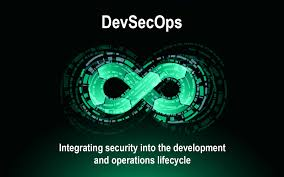 DevSecOps
Integrating security into the development
and operations lifecycle